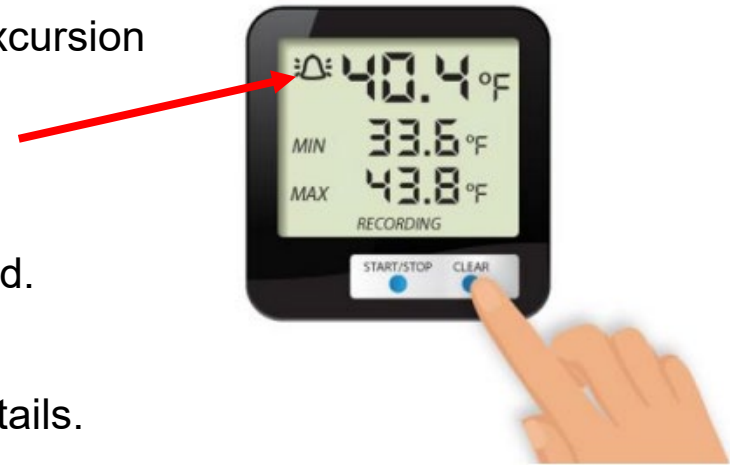 xcursion
40.4 °F
MIN 33.6 °F
MAX 43.8 °F
RECORDING
d.
START/STOP CLEAR
tails.